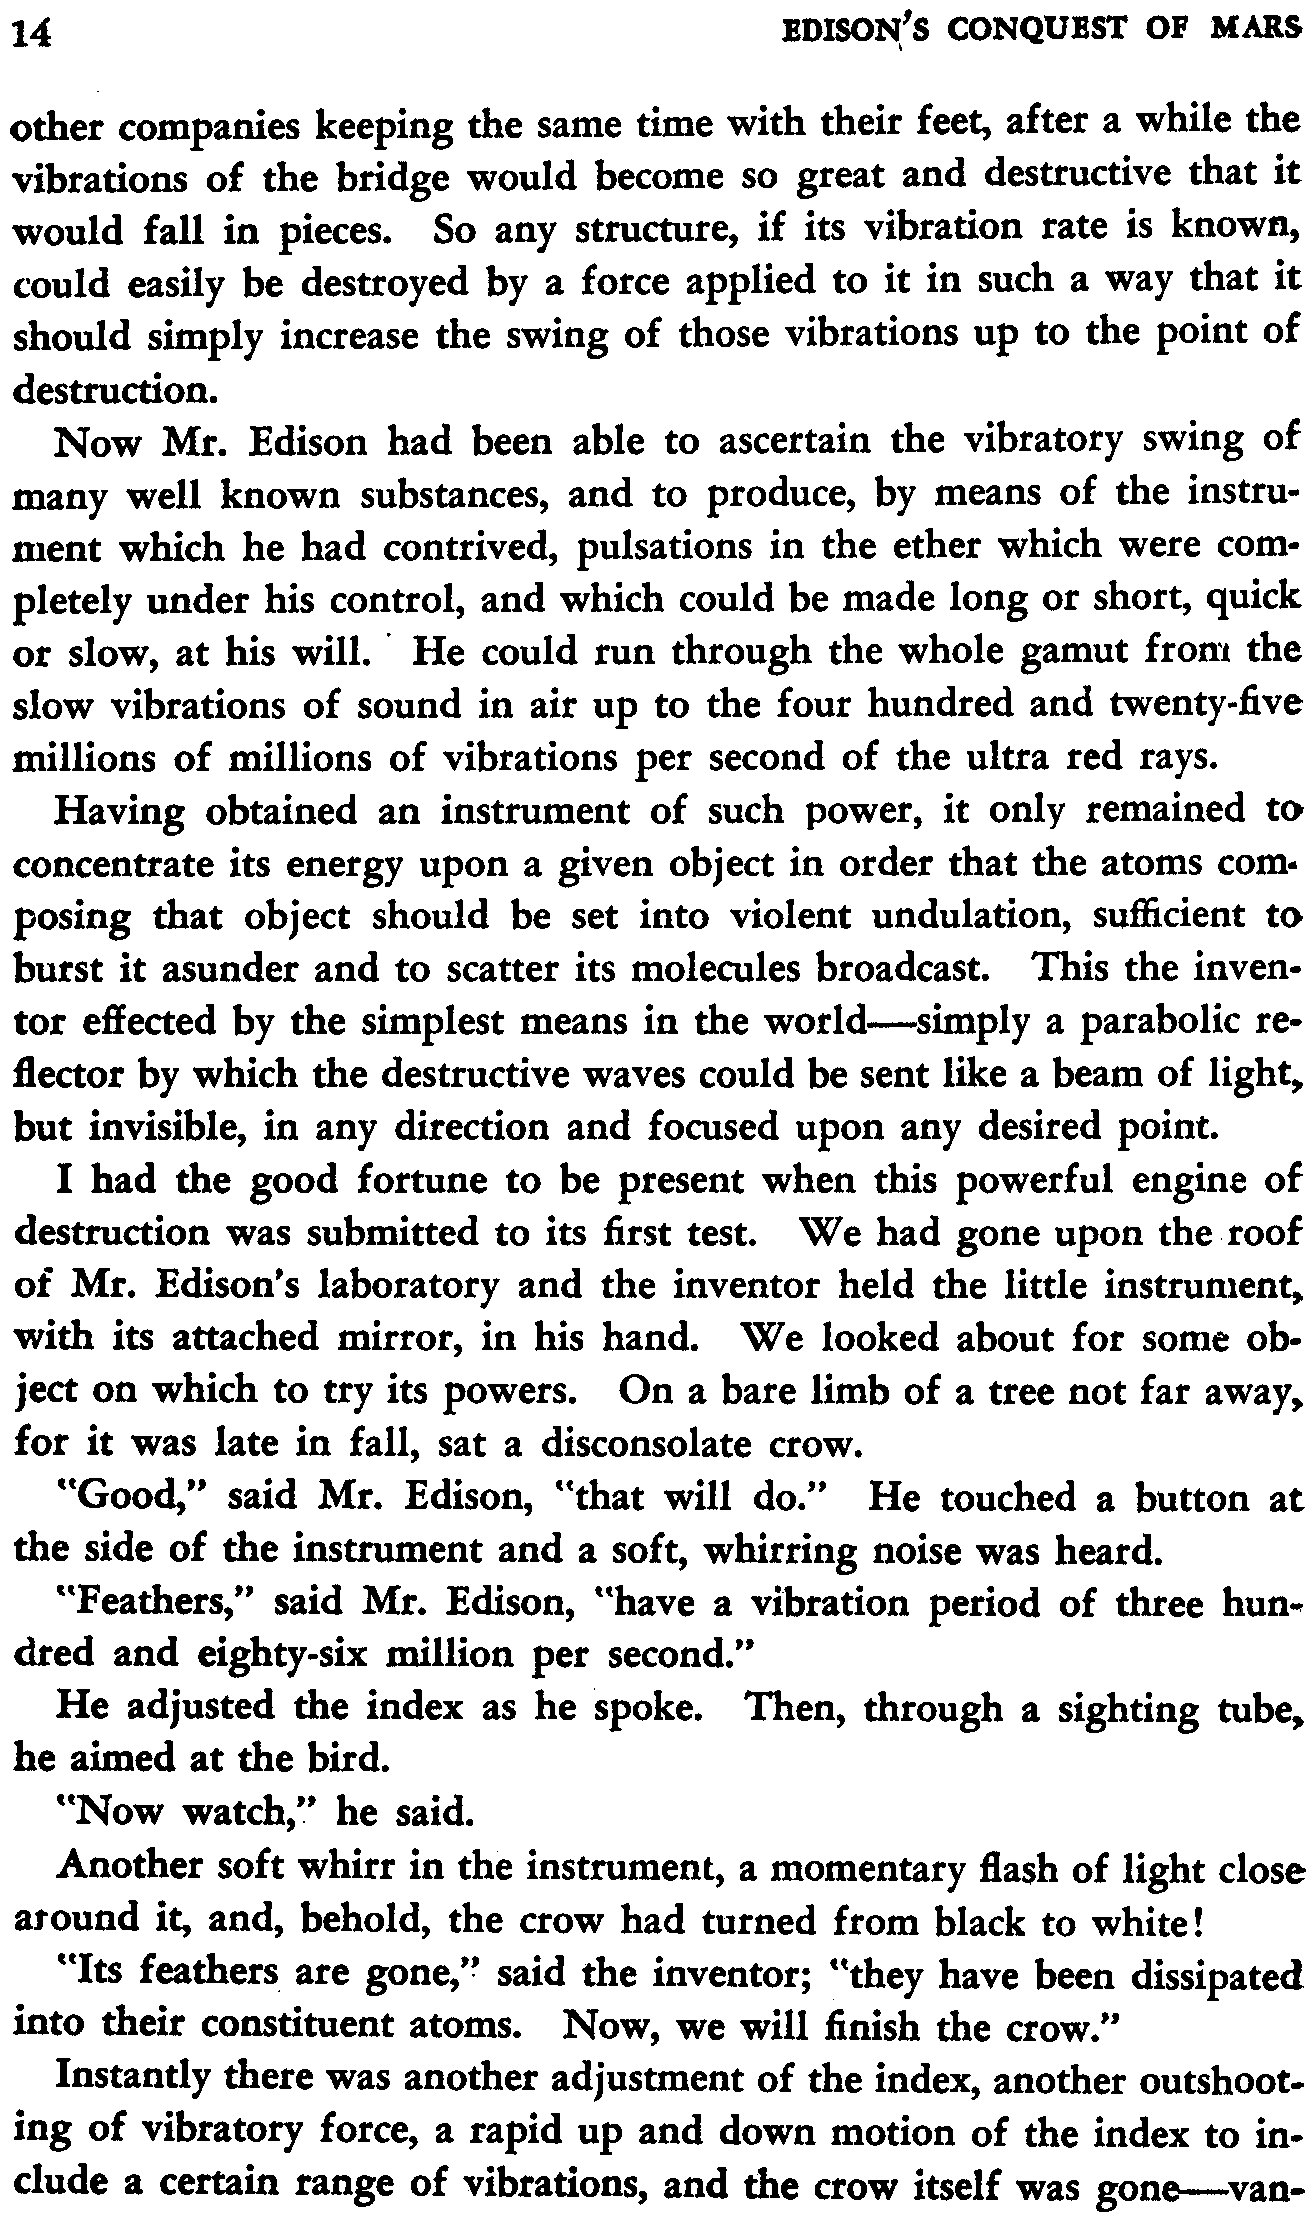 14 EDISON'S CONQUEST OF MARS
other companies keeping the same time with their feet, after a while the
vibrations of the bridge would become so great and destructive that it
would fall in pieces. So any structure, if its vibration rate is known,
could easily be destroyed by a force applied to it in such a way that it
should simply increase the swing of those vibrations up to the point of
destruction.
Now Mr. Edison had been able to ascertain the vibratory swing of
many well known substances, and to produce, by means of the instru-
ment which he had contrived, pulsations in the ether which were com-
pletely under his control, and which could be made long or short, quick
or slow, at his will. He could run through the whole gamut from the
slow vibrations of sound in air up to the four hundred and twenty-five
millions of millions of vibrations per second of the ultra red rays.
Having obtained an instrument of such power, it only remained to
concentrate its energy upon a given object in order that the atoms com-
posing that object should be set into violent undulation, sufficient to
burst it asunder and to scatter its molecules broadcast. This the inven-
tor effected by the simplest means in the world—simply a parabolic re-
flector by which the destructive waves could be sent like a beam of light,
but invisible, in any direction and focused upon any desired point.
I had the good fortune to be present when this powerful engine of
destruction was submitted to its first test. We had gone upon the roof
of Mr. Edison's laboratory and the inventor held the little instrument,
with its attached mirror, in his hand. We looked about for some ob-
ject on which to try its powers. On a bare limb of a tree not far away,
for it was late in fall, sat a disconsolate crow.
"Good," said Mr. Edison, "that will do." He touched a button at
the side of the instrument and a soft, whirring noise was heard.
"Feathers," said Mr. Edison, "have a vibration period of three hun-
dred and eighty-six million per second."
He adjusted the index as he spoke. Then, through a sighting tube,
he aimed at the bird.
"Now watch," he said.
Another soft whirr in the instrument, a momentary flash of light close
around it, and, behold, the crow had turned from black to white!
"Its feathers are gone," said the inventor; "they have been dissipated
into their constituent atoms. Now, we will finish the crow."
Instantly there was another adjustment of the index, another outshoot-
ing of vibratory force, a rapid up and down motion of the index to in-
clude a certain range of vibrations, and the crow itself was gone—van-